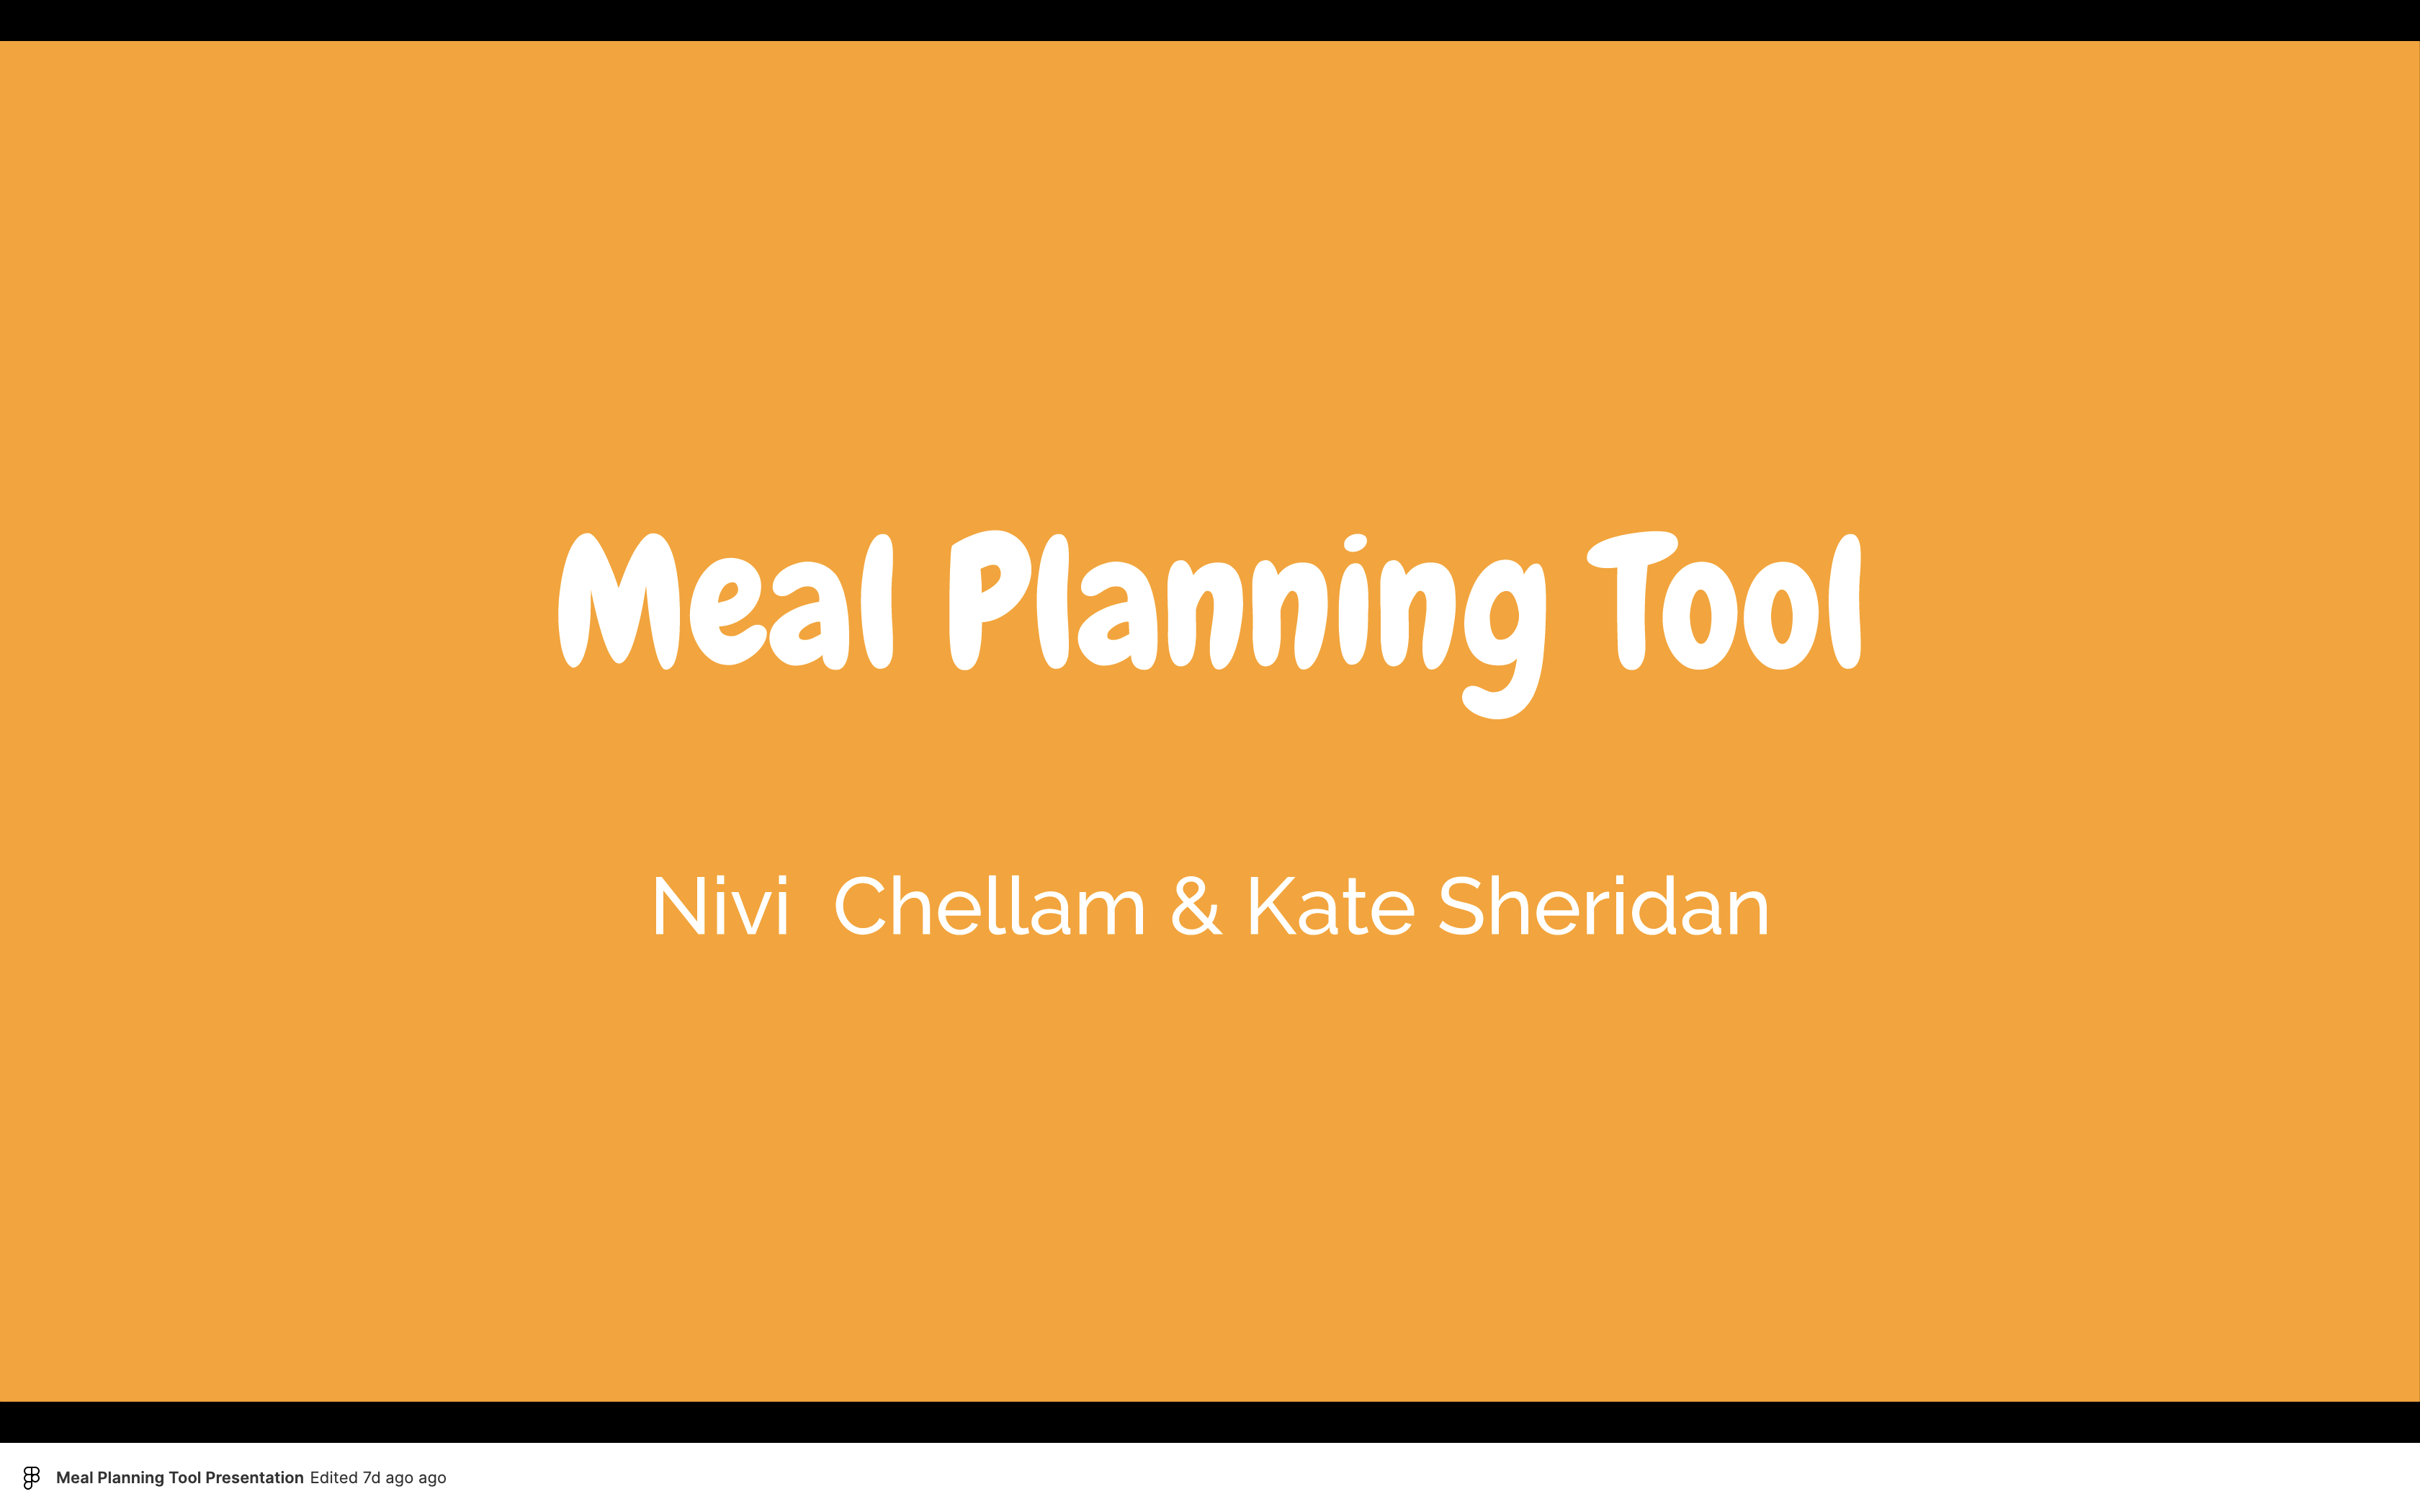 Meal Planning Tool
Nivi  Chellam & Kate Sheridan
Meal Planning Tool Presentation Edited 7d ago ago